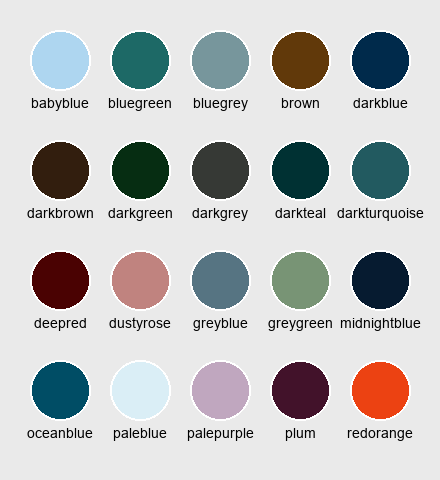 babyblue bluegreen bluegrey brown darkblue
darkbrown darkgreen darkgrey darkteal darkturquoise
deepred dustyrose greyblue greygreen midnightblue
oceanblue paleblue palepurple plum redorange